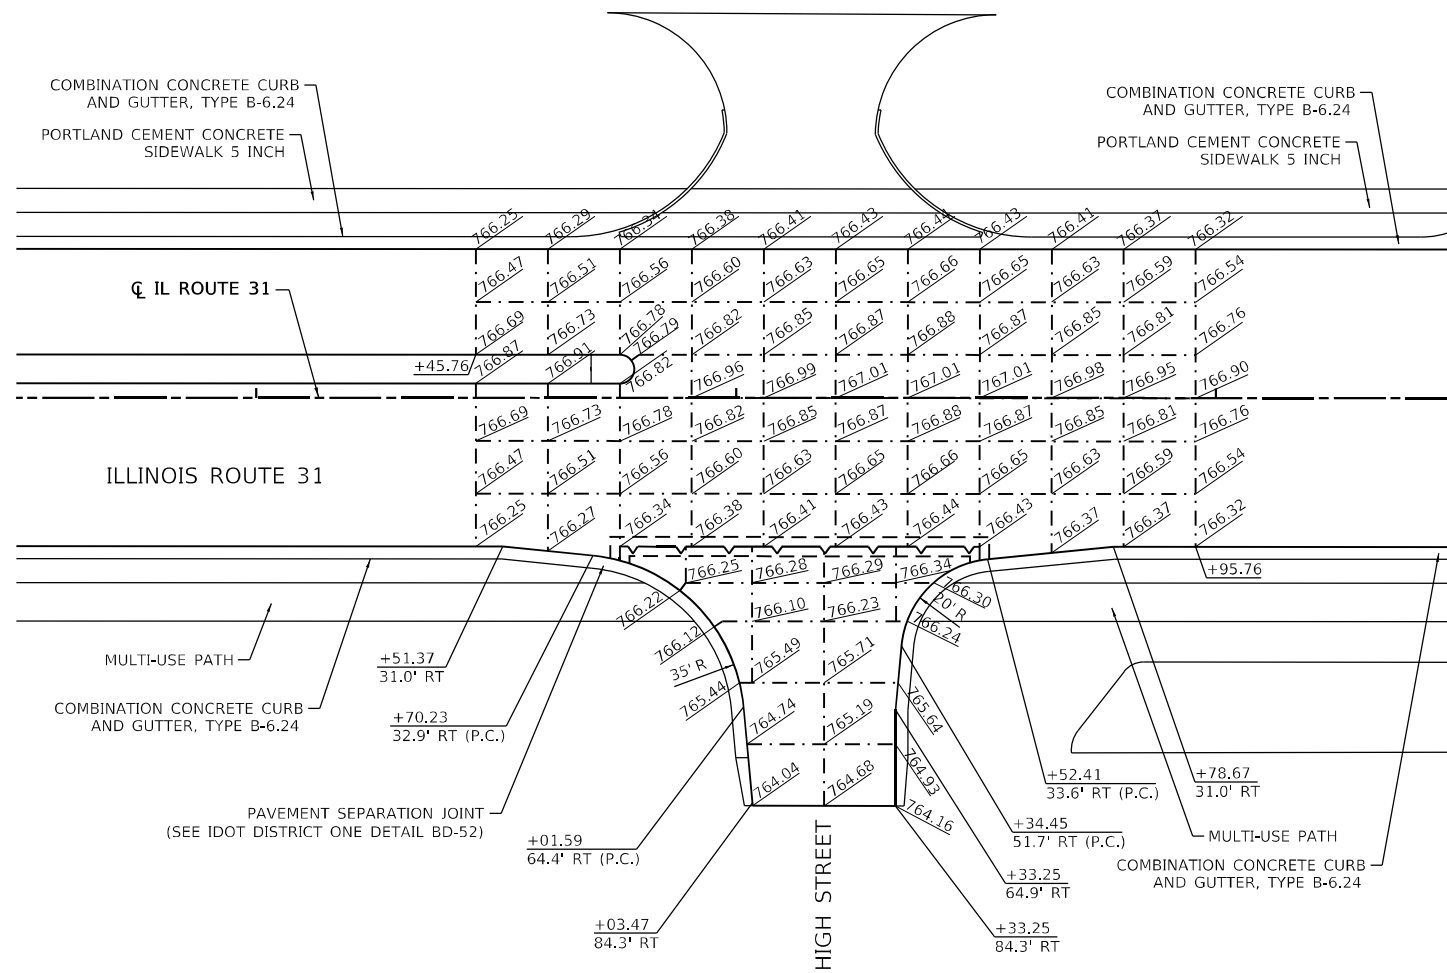 COMBINATION CONCRETE CURB
AND GUTTER, TYPE B-6.24
PORTLAND CEMENT CONCRETE
SIDEWALK 5 INCH
COMBINATION CONCRETE CURB
AND GUTTER, TYPE B-6.24
PORTLAND CEMENT CONCRETE
SIDEWALK 5 INCH
766.25 766.29 766.34 766.38 766.41 766.43 766.44 766.43 766.41 766.37 766.32
766.47 766.51 766.56 766.60 766.63 766.65 766.66 766.65 766.63 766.59 766.54
℄ IL ROUTE 31
766.69 766.73 766.78 766.79 766.82 766.85 766.87 766.88 766.87 766.85 766.81 766.76
+45.76 766.87 766.91 766.82 766.96 766.99 767.01 767.01 767.01 766.98 766.95 766.90
766.69 766.73 766.78 766.82 766.85 766.87 766.88 766.87 766.85 766.81 766.76
ILLINOIS ROUTE 31
766.47 766.51 766.56 766.60 766.63 766.65 766.66 766.65 766.63 766.59 766.54
766.25 766.27 766.34 766.38 766.41 766.43 766.44 766.43 766.37 766.37 766.32
766.25 766.28 766.29 766.34
+95.76
766.22 766.10 766.23 766.30
20' R
766.12 766.24
35' R
765.49 765.71
765.44 765.64
764.74 765.19
764.93
764.04 764.68 764.16
MULTI-USE PATH
+51.37
31.0' RT
COMBINATION CONCRETE CURB
AND GUTTER, TYPE B-6.24
+70.23
32.9' RT (P.C.)
PAVEMENT SEPARATION JOINT
(SEE IDOT DISTRICT ONE DETAIL BD-52)
+01.59
64.4' RT (P.C.)
+03.47
84.3' RT
HIGH STREET
+52.41
33.6' RT (P.C.)
+78.67
31.0' RT
+34.45
51.7' RT (P.C.)
MULTI-USE PATH
+33.25
64.9' RT
COMBINATION CONCRETE CURB
AND GUTTER, TYPE B-6.24
+33.25
84.3' RT